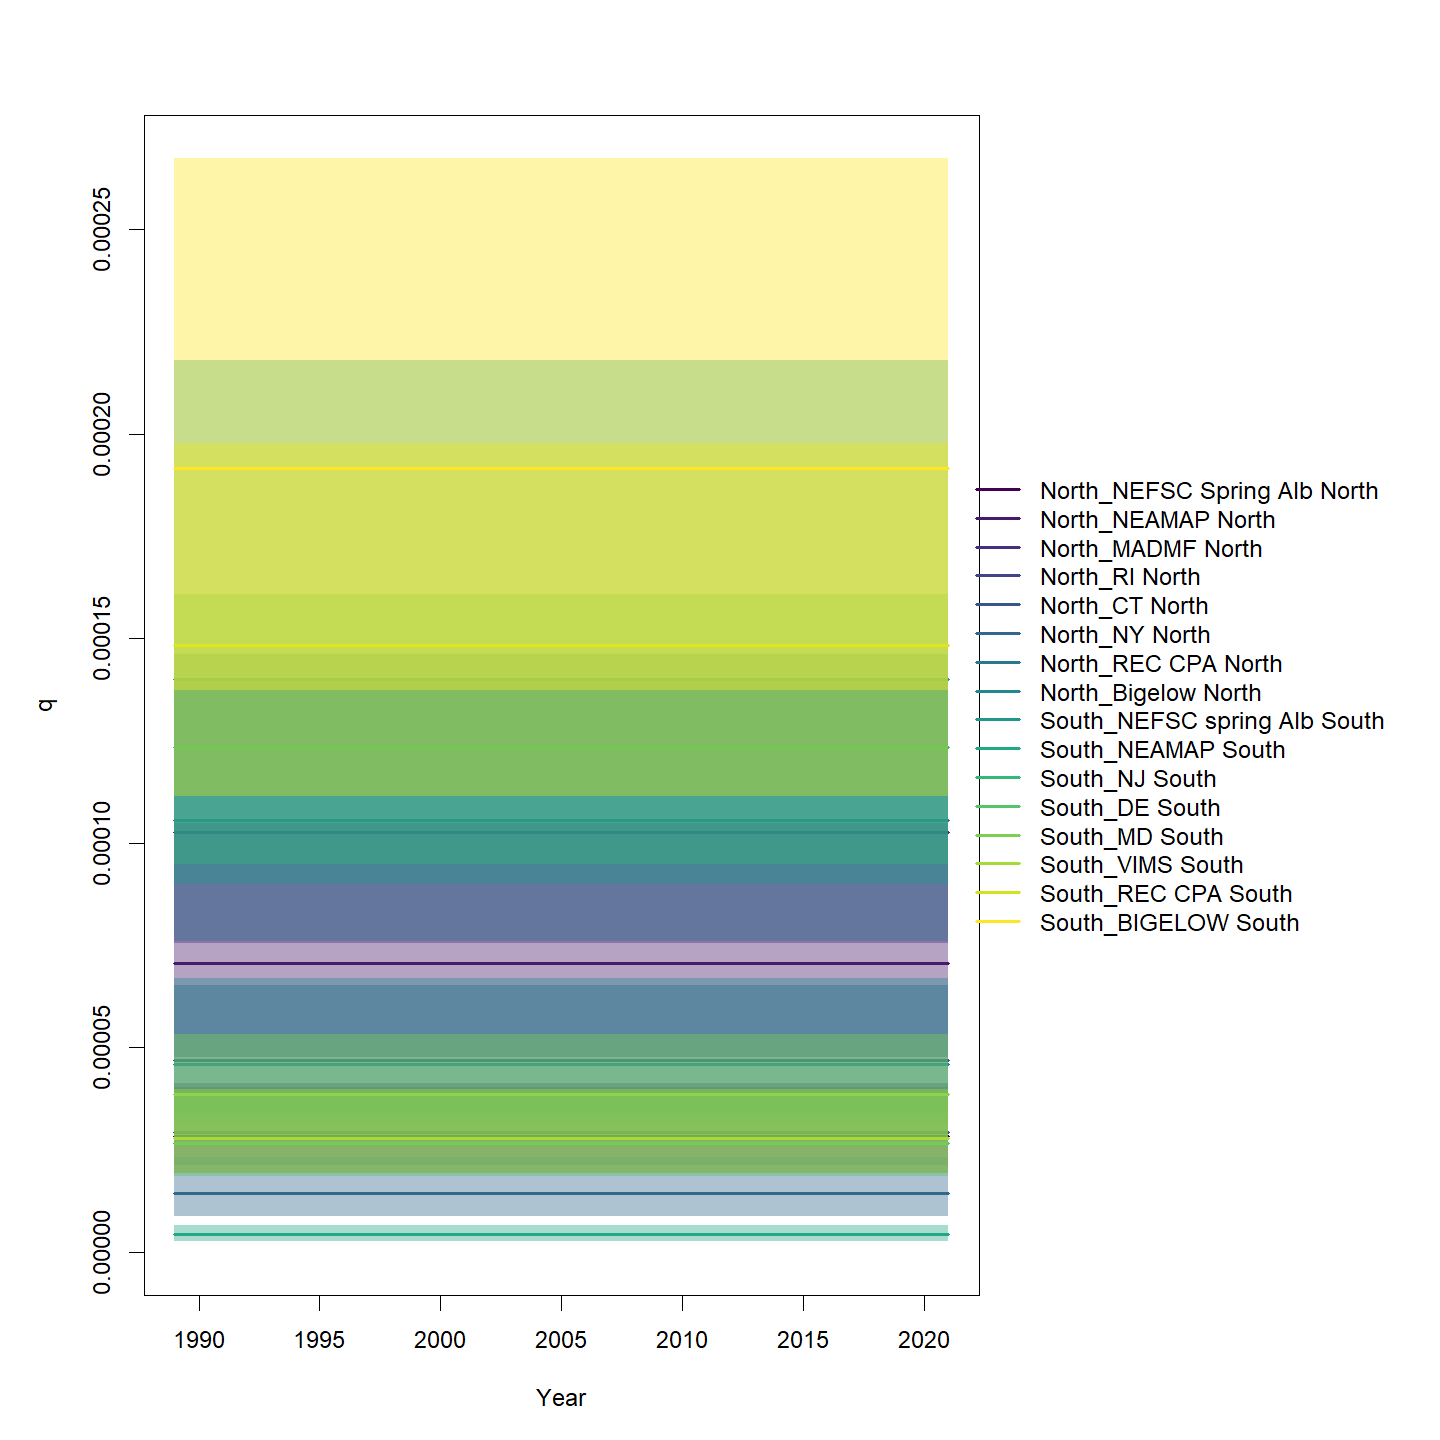 0.00025
0.00020
0.00015
0.00010
0.00005
0.00000
q
1990 1995 2000 2005 2010 2015 2020
Year
North_NEFSC Spring Alb North
North_NEAMAP North
North_MADMF North
North_RI North
North_CT North
North_NY North
North_REC CPA North
North_Bigelow North
South_NEFSC spring Alb South
South_NEAMAP South
South_NJ South
South_DE South
South_MD South
South_VIMS South
South_REC CPA South
South_BIGELOW South